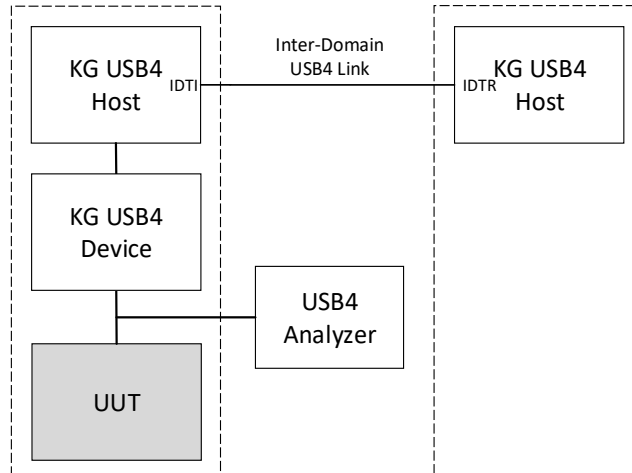 KG USB4
Host
IDTI
Inter-Domain
USB4 Link
IDTR
KG USB4
Host
KG USB4
Device
USB4
Analyzer
UUT